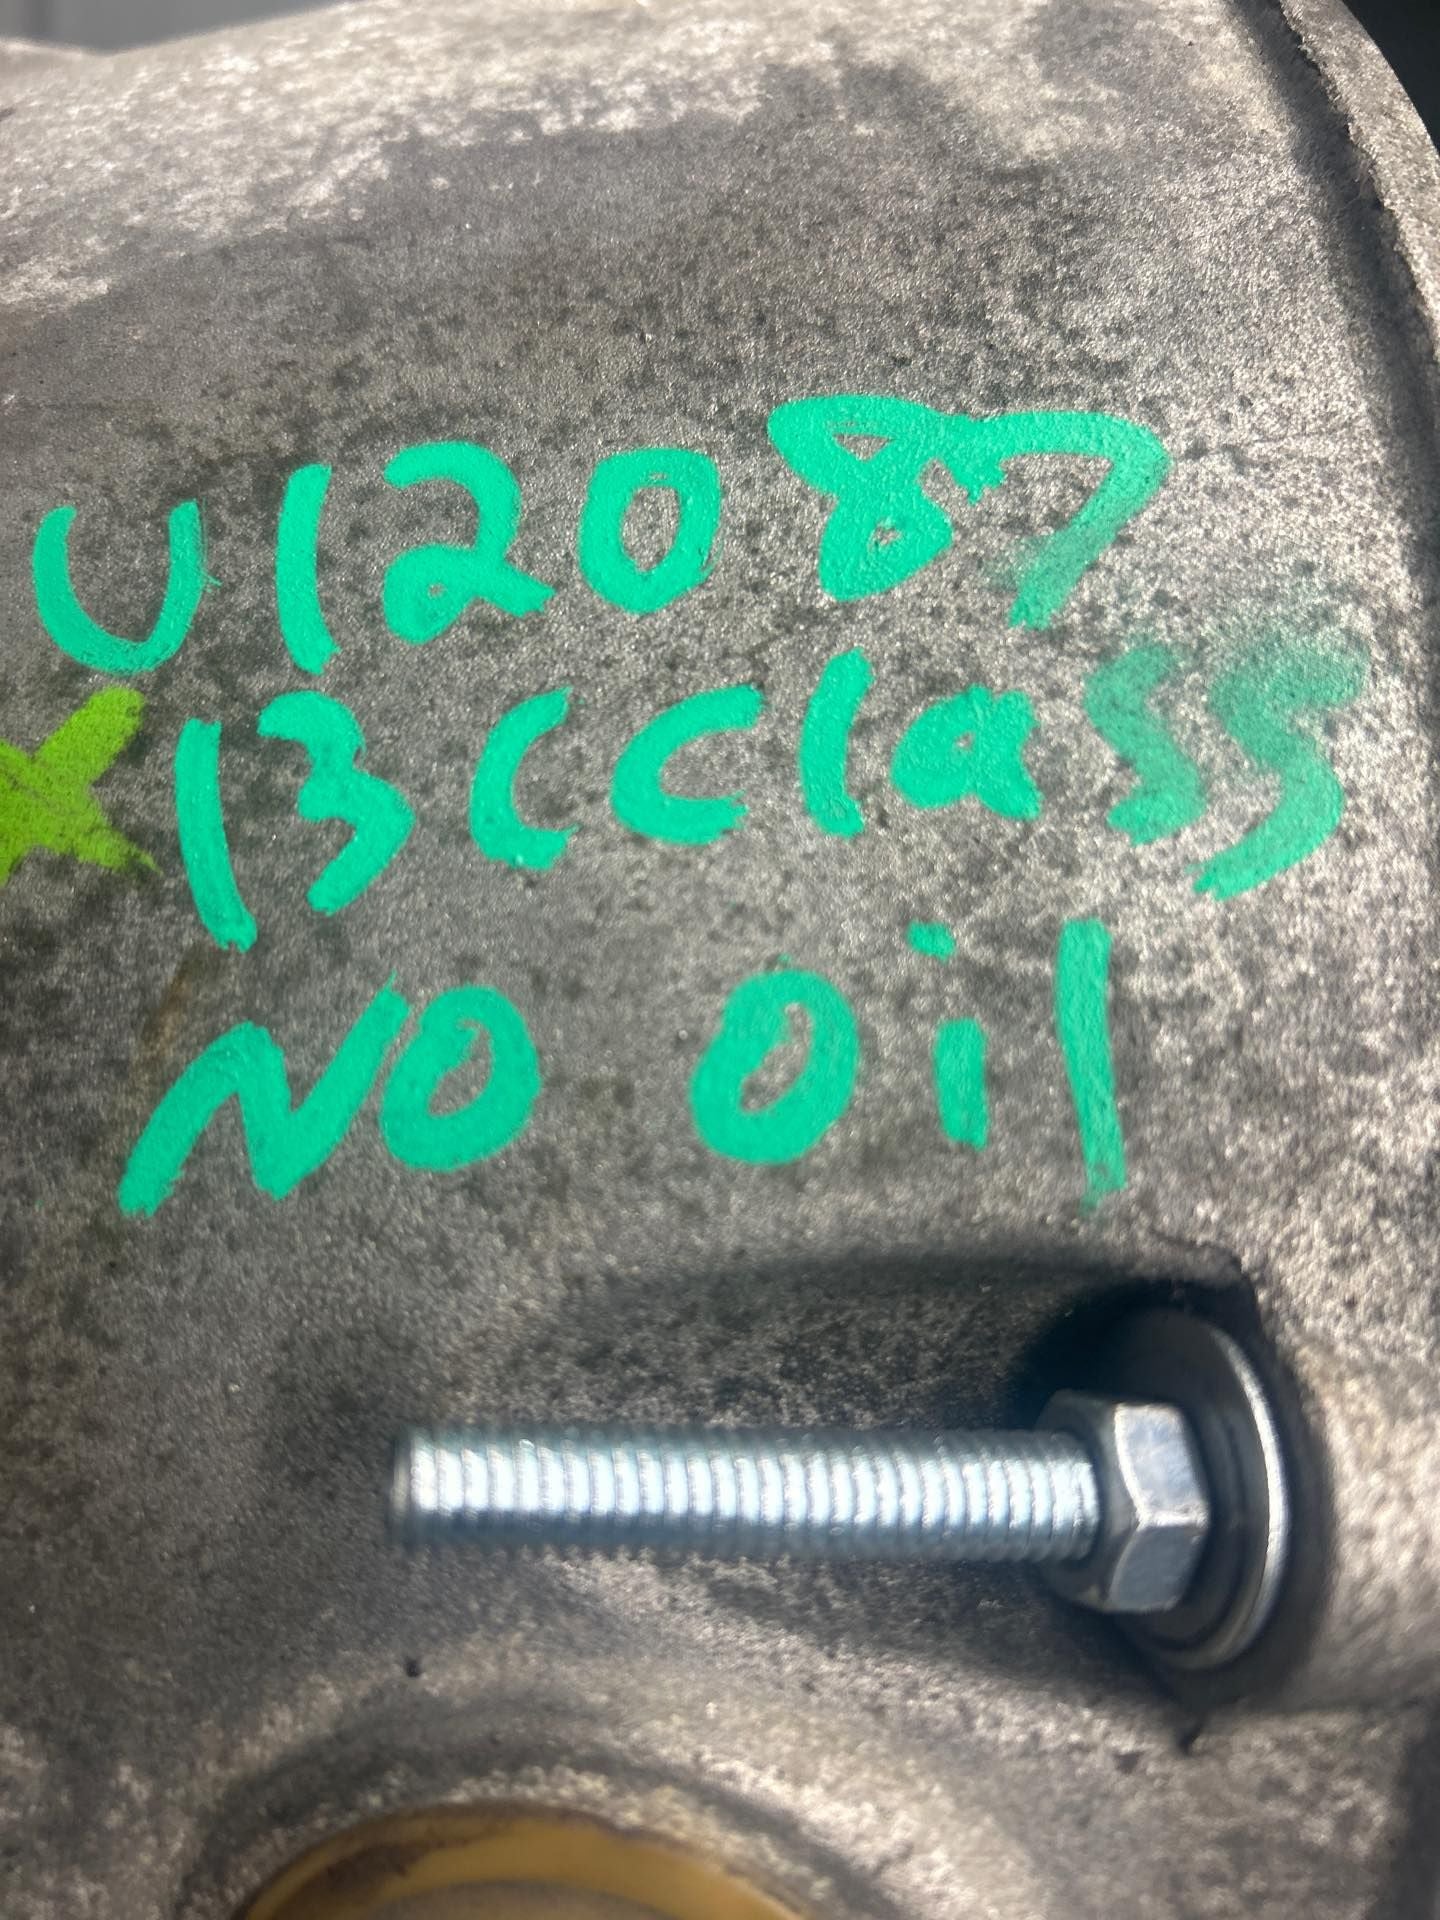 U12087
13 C Class
NO Oil